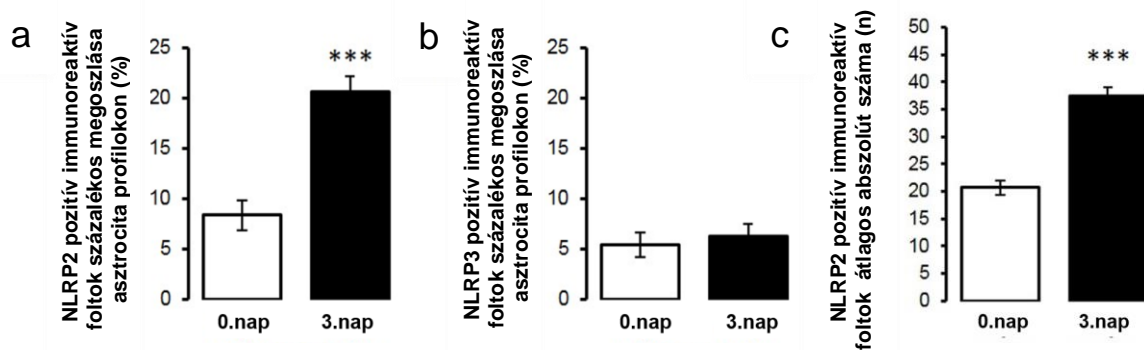 a
NLRP2 pozitív immunoreaktív
foltok százalékos megoszlása
asztrocita profilokon (%)
25
20
15
10
5
0
***
0.nap
3.nap
b
NLRP3 pozitív immunoreaktív
foltok százalékos megoszlása
asztrocita profilokon (%)
25
20
15
10
5
0
0.nap
3.nap
c
NLRP2 pozitív immunoreaktív
foltok átlagos abszolút száma (n)
50
45
40
35
30
25
20
15
10
5
0
***
0.nap
3.nap